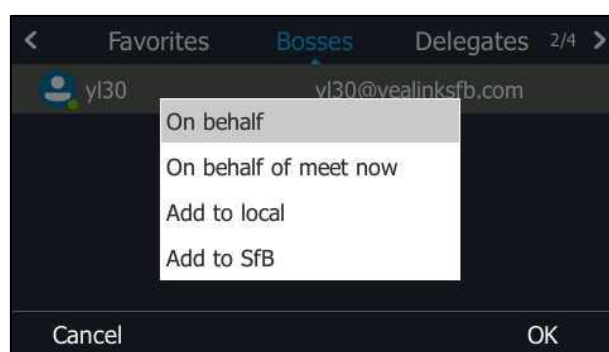 < Favorites Bosses Delegates 2/4 >
yl30 yl30@yealinksfb.com
On behalf
On behalf of meet now
Add to local
Add to SfB
Cancel OK